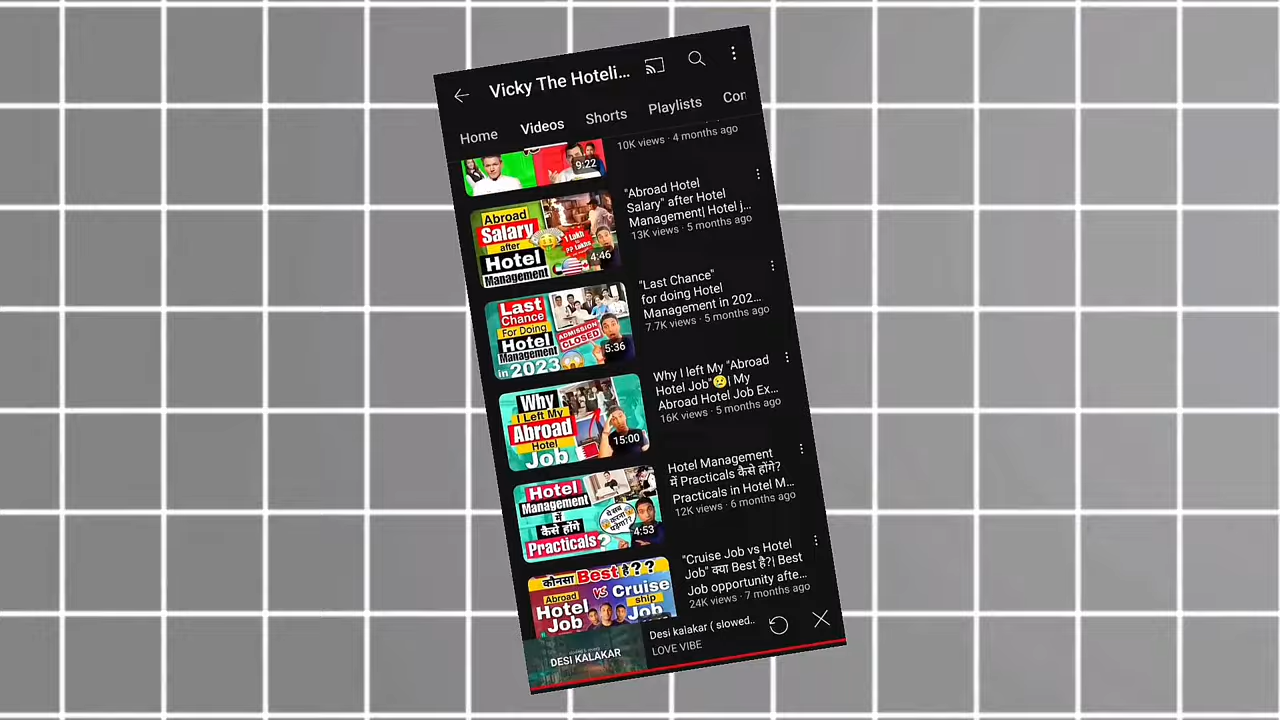 Vicky The Hoteli...
Home Videos Shorts Playlists Con
9:22
10K views · 4 months ago
Abroad
Salary
after
Hotel
Management
1 Lakh
Lakhs
4:46
"Abroad Hotel
Salary" after Hotel
Management| Hotel j...
13K views · 5 months ago
Last
Chance
For Doing
Hotel
Management
in 2023
ADMISSION
CLOSED
5:36
"Last Chance"
for doing Hotel
Management in 202...
7.7K views · 5 months ago
Why
I Left My
Abroad
Hotel
Job
15:00
Why I left My "Abroad
Hotel Job"😢| My
Abroad Hotel Job Ex...
16K views · 5 months ago
Hotel
Management
में
कैसे होंगे
Practicals?
ये सब
करना
पड़ेगा??
4:53
Hotel Management
में Practicals कैसे होंगे?
Practicals in Hotel M...
12K views · 6 months ago
कौनसा Best है??
Abroad
Hotel
Job
VS
Cruise
ship
Job
"Cruise Job vs Hotel
Job" क्या Best है?| Best
Job opportunity afte...
24K views · 7 months ago
DESI KALAKAR
Desi kalakar ( slowed..
LOVE VIBE